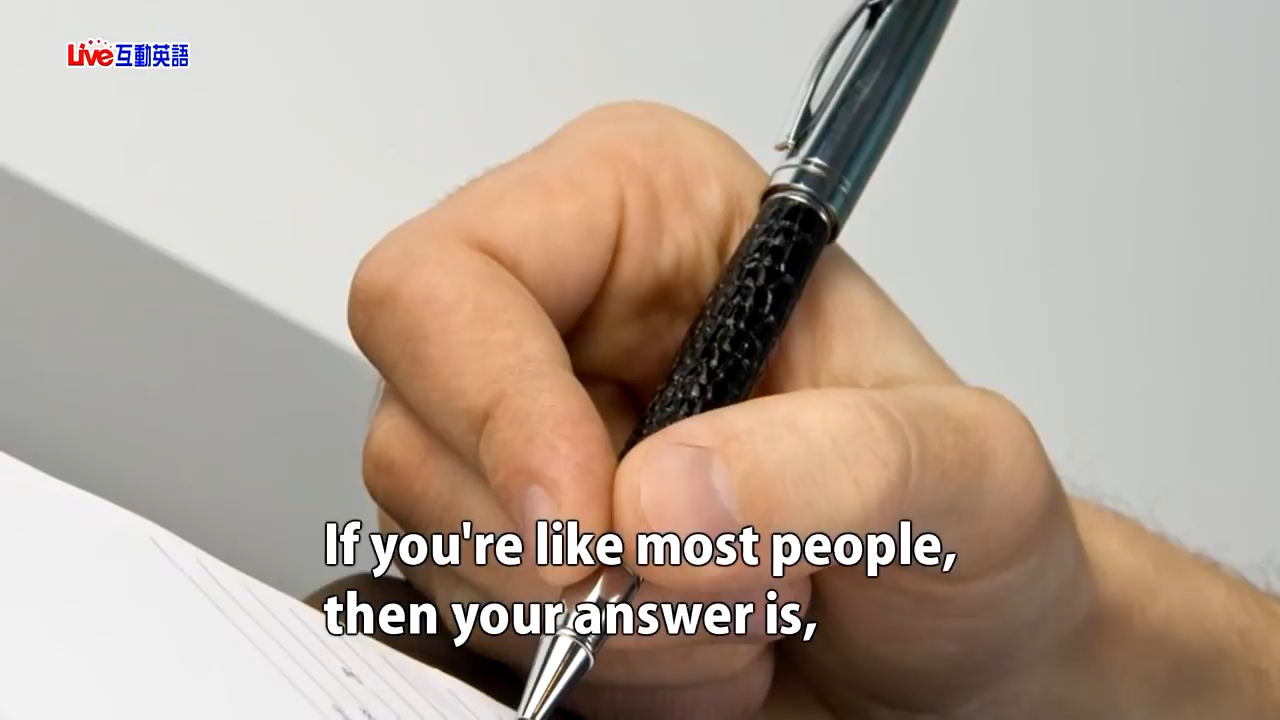 Live互動英語
If you're like most people,
then your answer is,